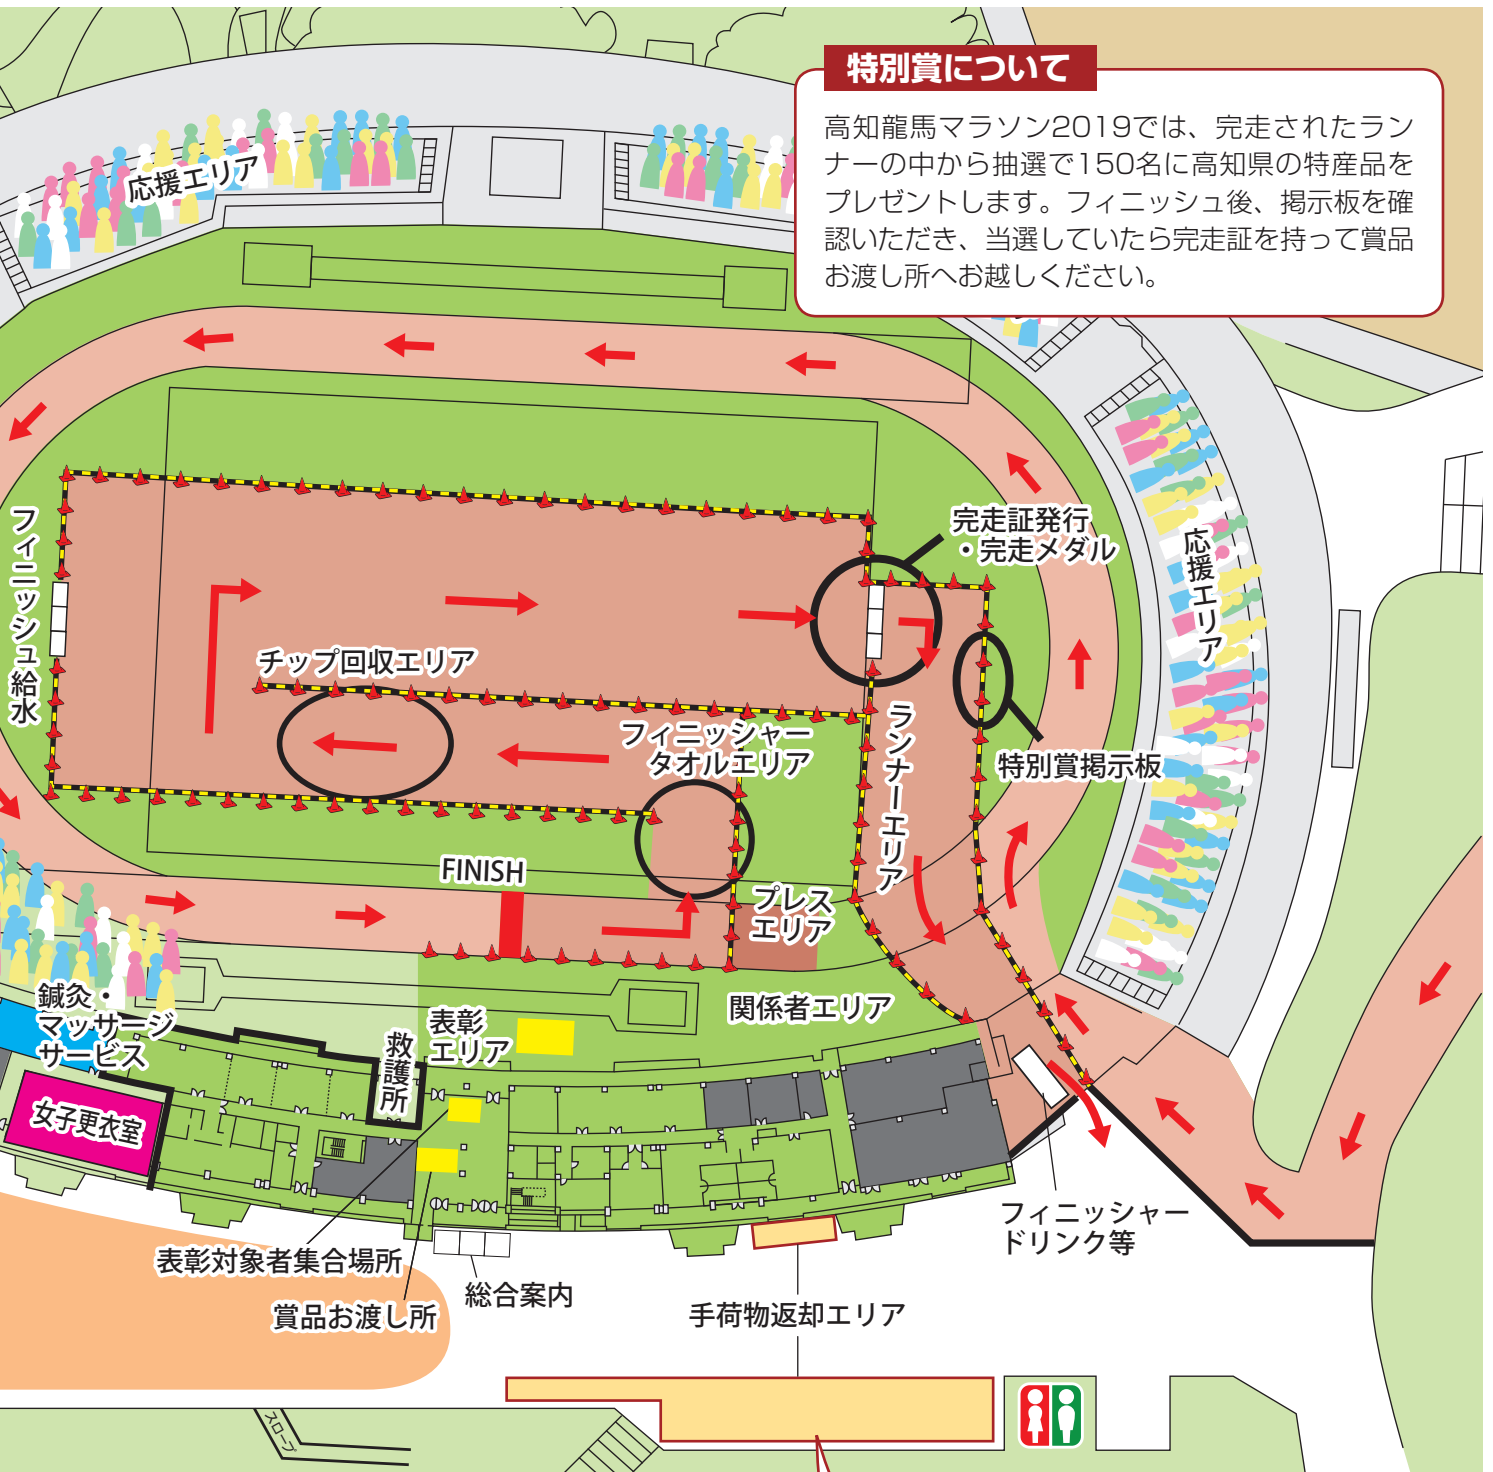 特別賞について
高知龍馬マラソン2019では、完走されたラン
ナーの中から抽選で150名に高知県の特産品を
プレゼントします。フィニッシュ後、掲示板を確
認いただき、当選していたら完走証を持って賞品
お渡し所へお越しください。
応援エリア
完走証発行
・完走メダル
応援エリア
フィニッシュ給水
チップ回収エリア
フィニッシャー
タオルエリア
ランナーエリア
特別賞掲示板
FINISH
プレス
エリア
関係者エリア
鍼灸・
マッサージ
サービス
表彰
エリア
救護所
女子更衣室
フィニッシャー
ドリンク等
表彰対象者集合場所
総合案内
賞品お渡し所
手荷物返却エリア
スロープ